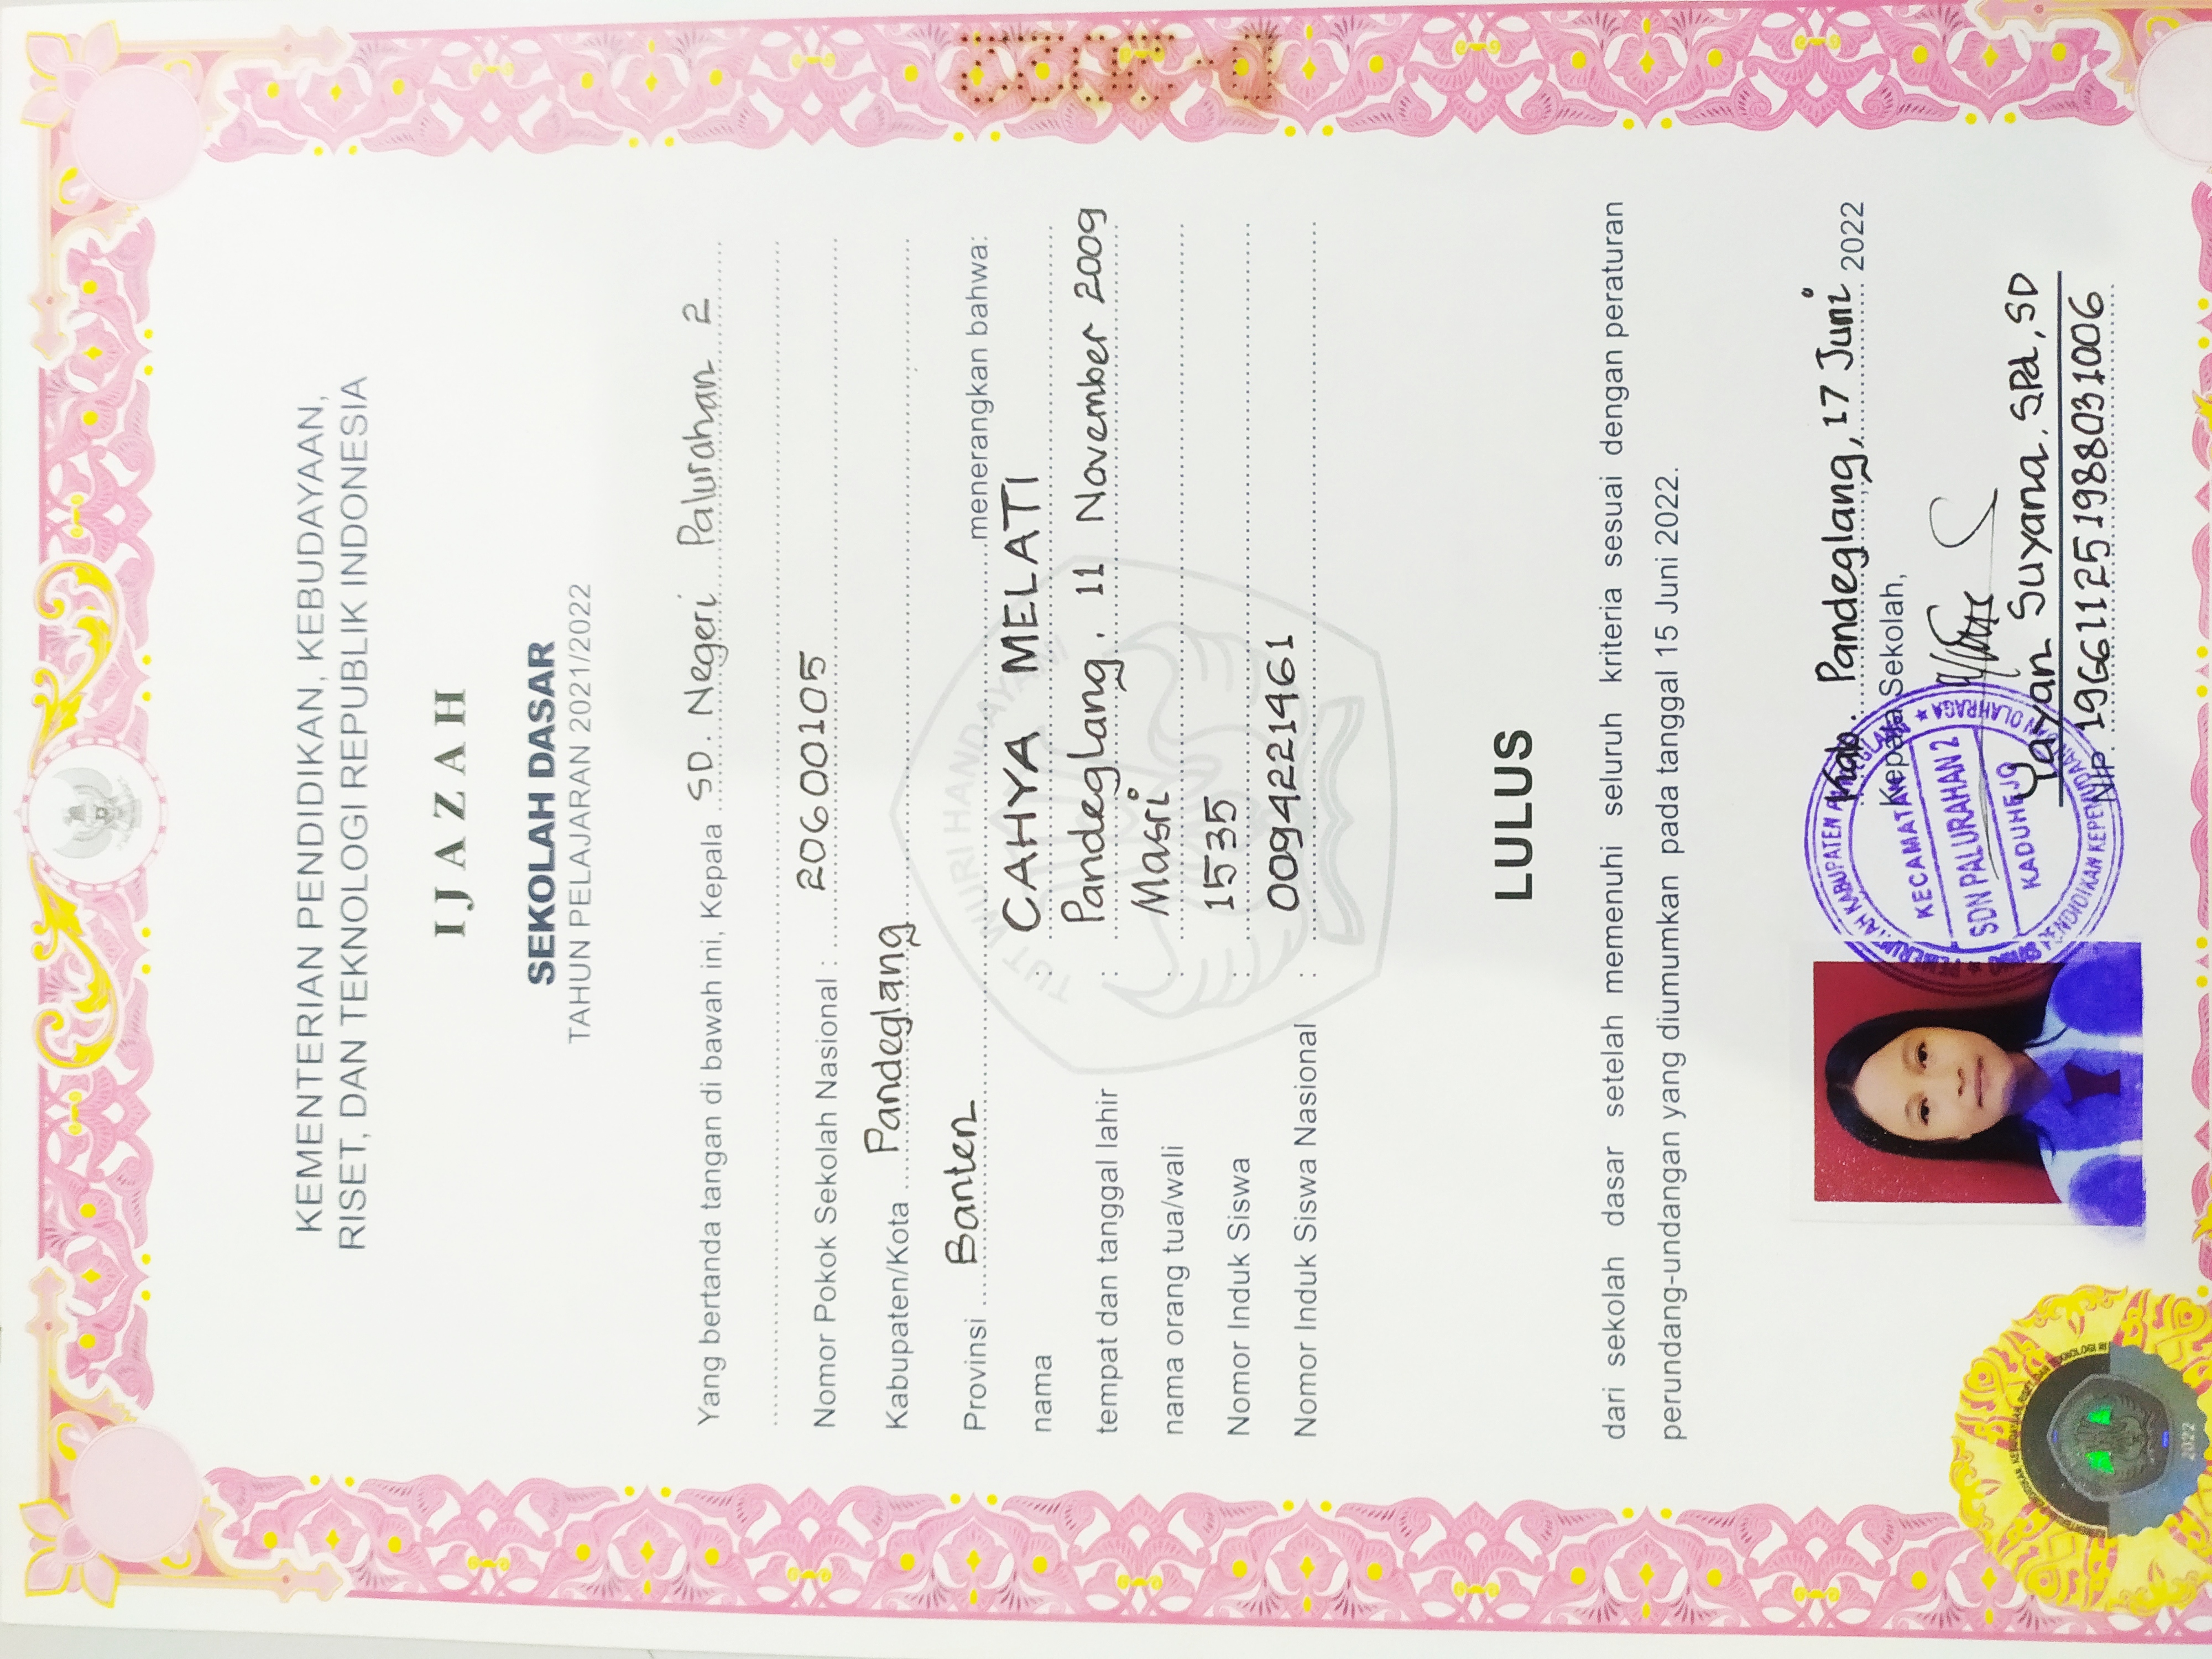 KEMENTERIAN PENDIDIKAN, KEBUDAYAAN,
RISET, DAN TEKNOLOGI REPUBLIK INDONESIA
IJAZAH
SEKOLAH DASAR
TAHUN PELAJARAN 2021/2022
Yang bertanda tangan di bawah ini, Kepala SD. Negeri Palurahan 2
Nomor Pokok Sekolah Nasional : 20600105
Kabupaten/Kota Pandeglang
Provinsi Banten menerangkan bahwa:
nama : CAHYA MELATI
tempat dan tanggal lahir : Pandeglang, 11 November 2009
nama orang tua/wali : Masri
Nomor Induk Siswa : 1535
Nomor Induk Siswa Nasional : 0094221461
TUT WURI HANDAYANI
LULUS
dari sekolah dasar setelah memenuhi seluruh kriteria sesuai dengan peraturan
perundang-undangan yang diumumkan pada tanggal 15 Juni 2022.
Kab. Pandeglang, 17 Juni 2022
Kepala Sekolah,
Yayan Suyana, SPd, SD
NIP. 196611251988031006
PEMERINTAH KABUPATEN PANDEGLANG
KECAMATAN
SDN PALURAHAN 2
KADUHEJO
PENDIDIKAN KEPEMUDAAN DAN OLAHRAGA
2022